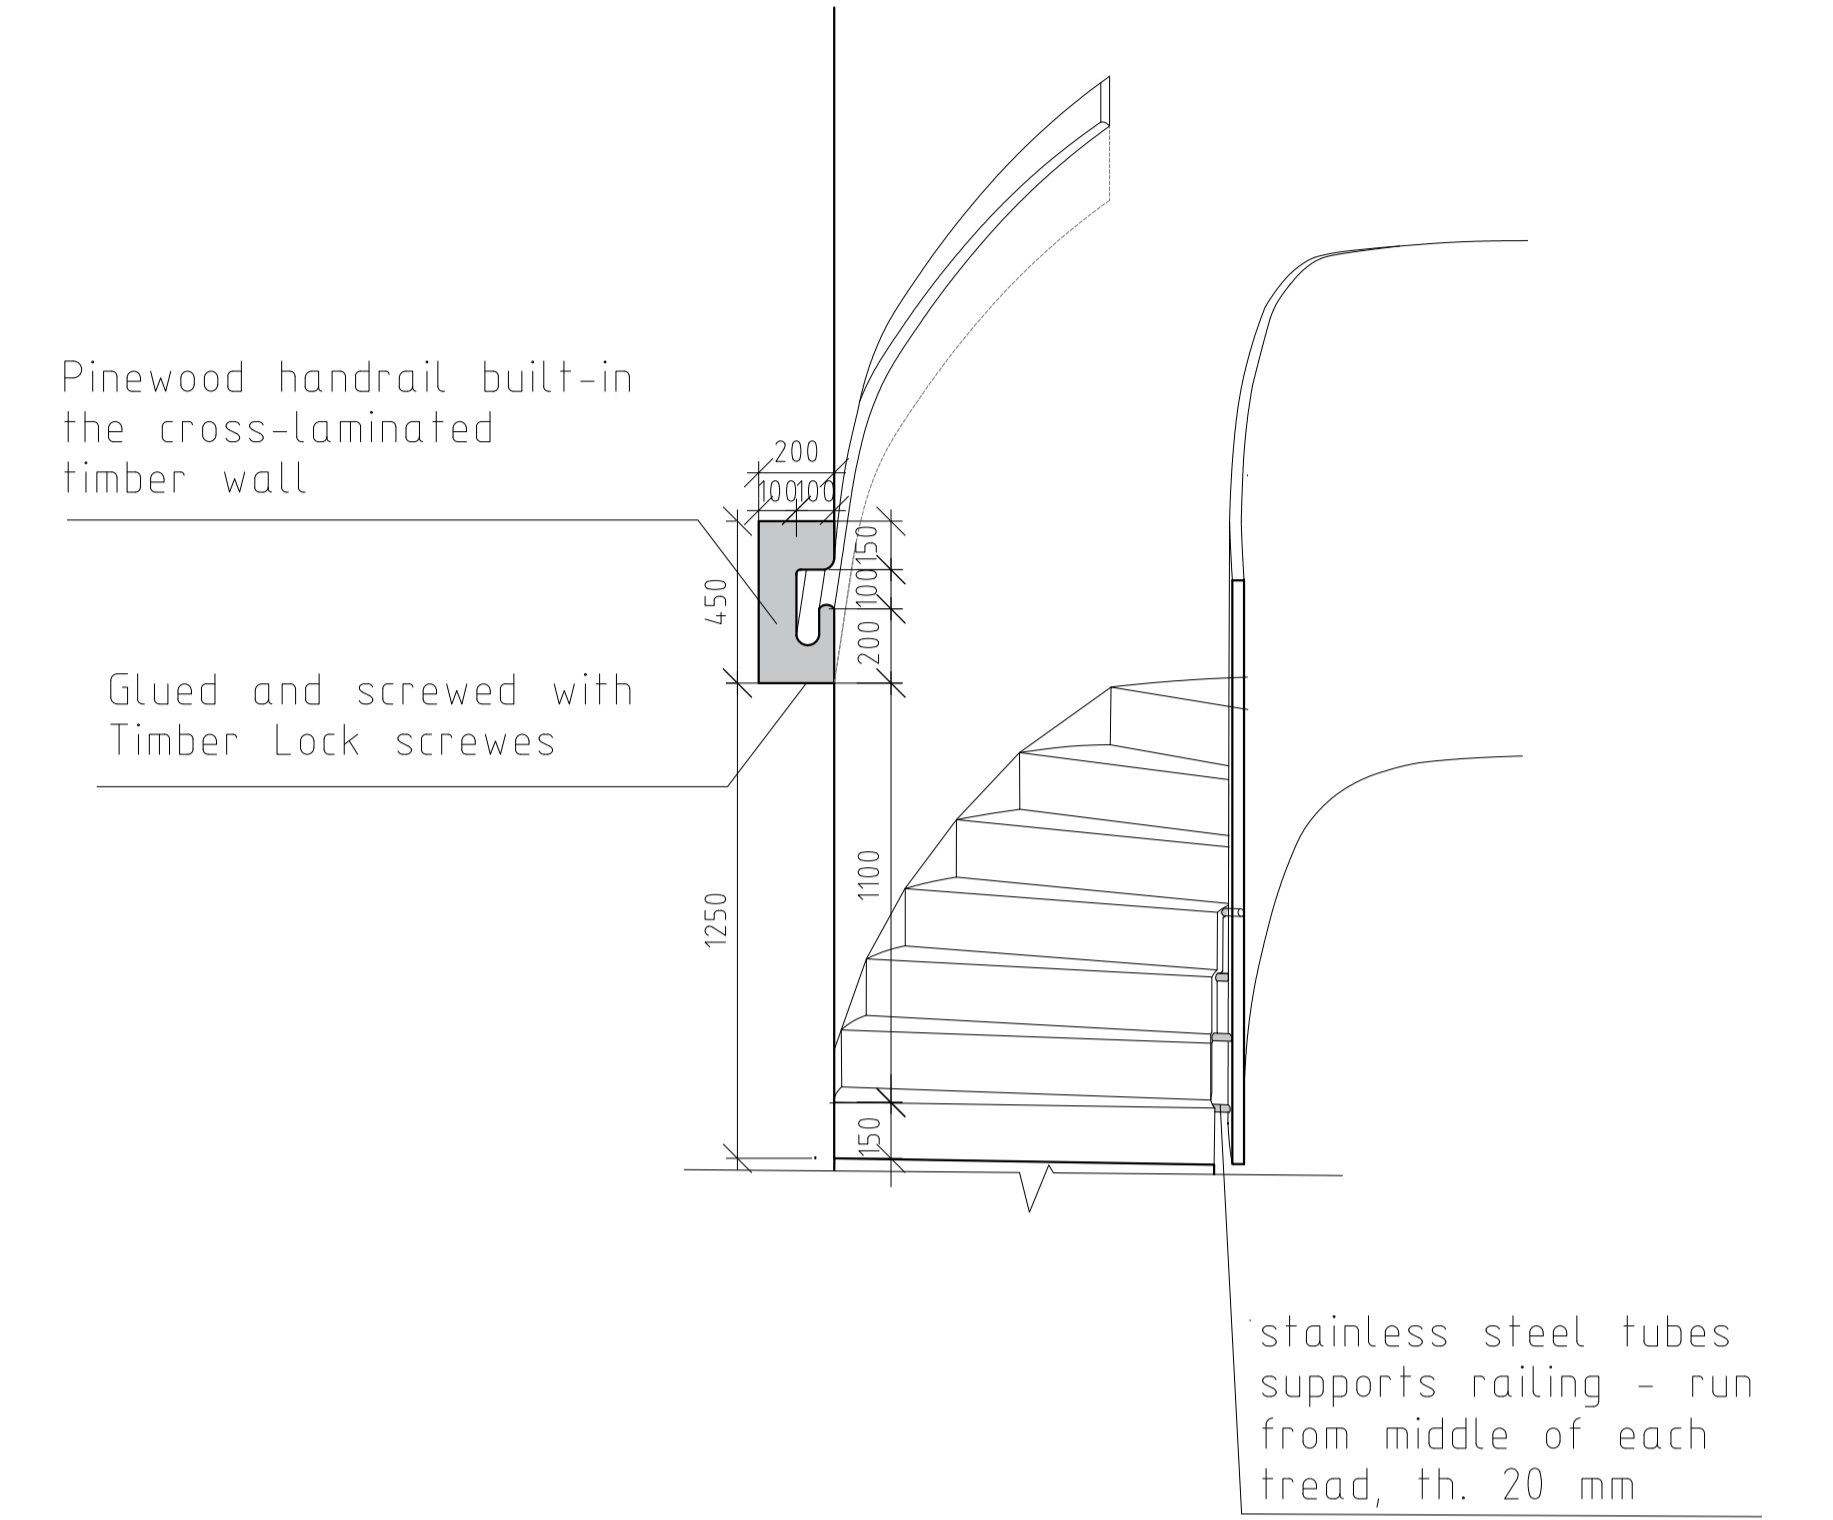 Pinewood handrail built-in
the cross-laminated
timber wall
200
100 100
150
100
200
450
Glued and screwed with
Timber Lock screwes
1100
1250
150
stainless steel tubes
supports railing - run
from middle of each
tread, th. 20 mm